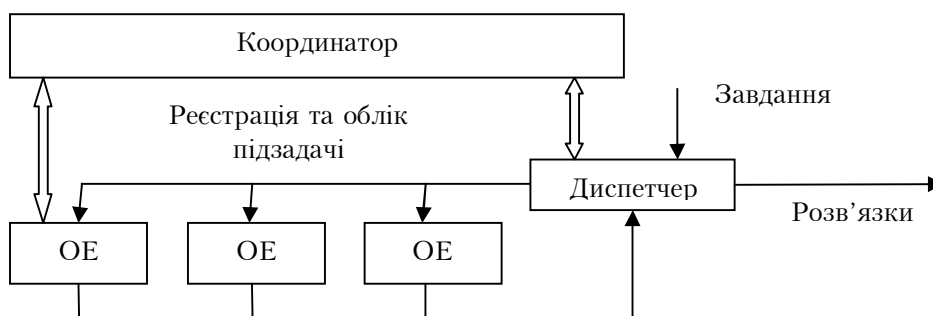 Координатор
Завдання
Реєстрація та облік
підзадачі
Диспетчер
Розв’язки
ОЕ
ОЕ
ОЕ